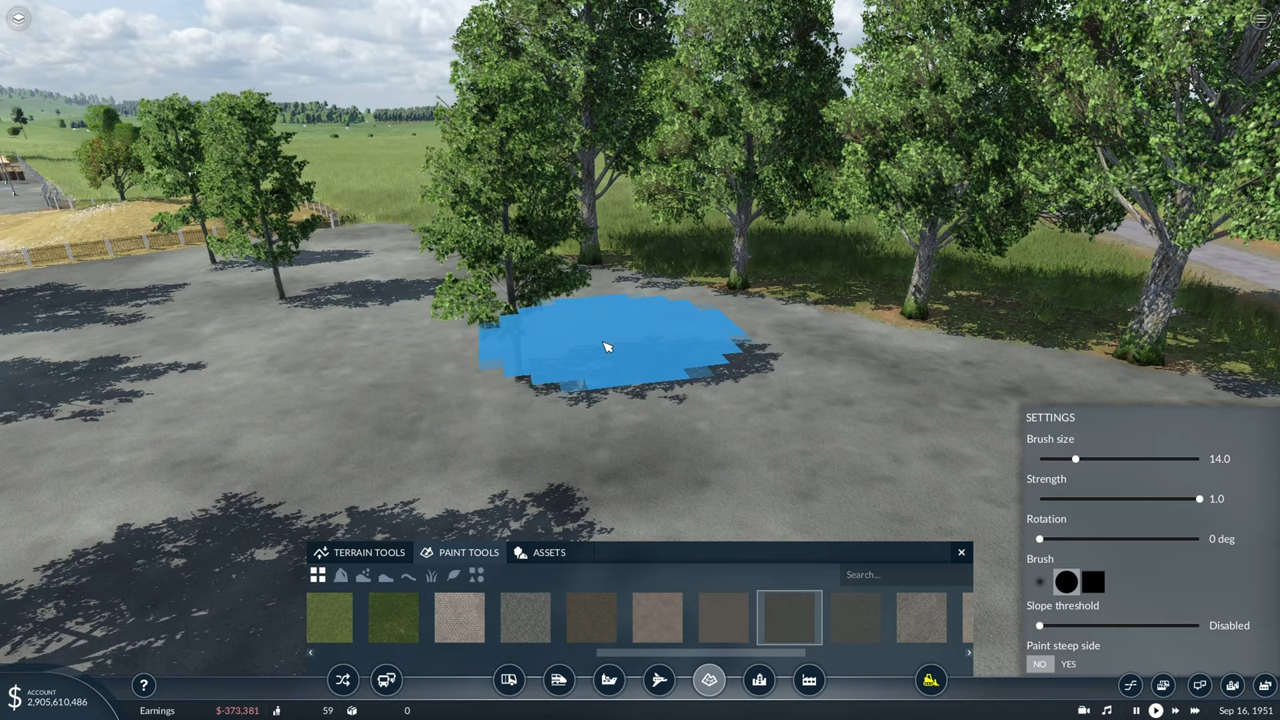 SETTINGS
Brush size
14.0
Strength
1.0
Rotation
0 deg
Brush
Slope threshold
Disabled
Paint steep side
NO YES
TERRAIN TOOLS PAINT TOOLS ASSETS
Search...
$ ACCOUNT
2,905,610,486
?
Earnings $-373,381 59 0 Sep 16, 1951